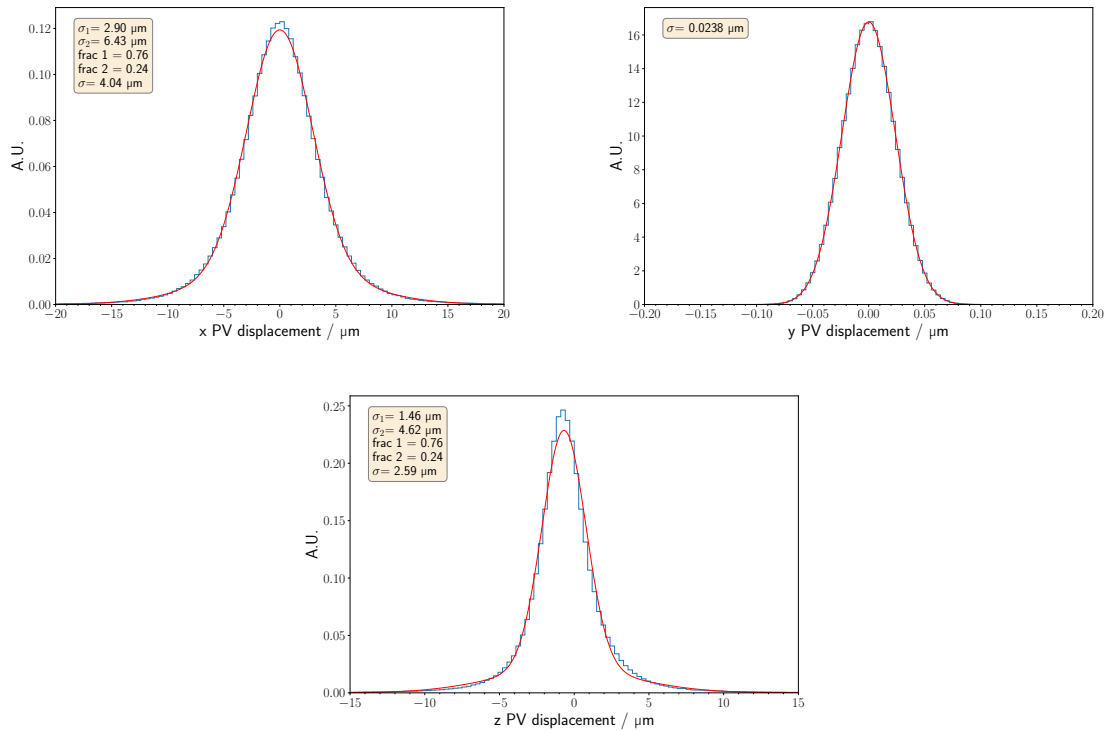 0.12
0.10
0.08
0.06
0.04
0.02
0.00
A.U.
σ₁= 2.90 µm
σ₂= 6.43 µm
frac 1 = 0.76
frac 2 = 0.24
σ= 4.04 µm
−20 −15 −10 −5 0 5 10 15 20
x PV displacement / µm
16
14
12
10
8
6
4
2
0
A.U.
σ= 0.0238 µm
−0.20 −0.15 −0.10 −0.05 0.00 0.05 0.10 0.15 0.20
y PV displacement / µm
0.25
0.20
0.15
0.10
0.05
0.00
A.U.
σ₁= 1.46 µm
σ₂= 4.62 µm
frac 1 = 0.76
frac 2 = 0.24
σ= 2.59 µm
−15 −10 −5 0 5 10 15
z PV displacement / µm